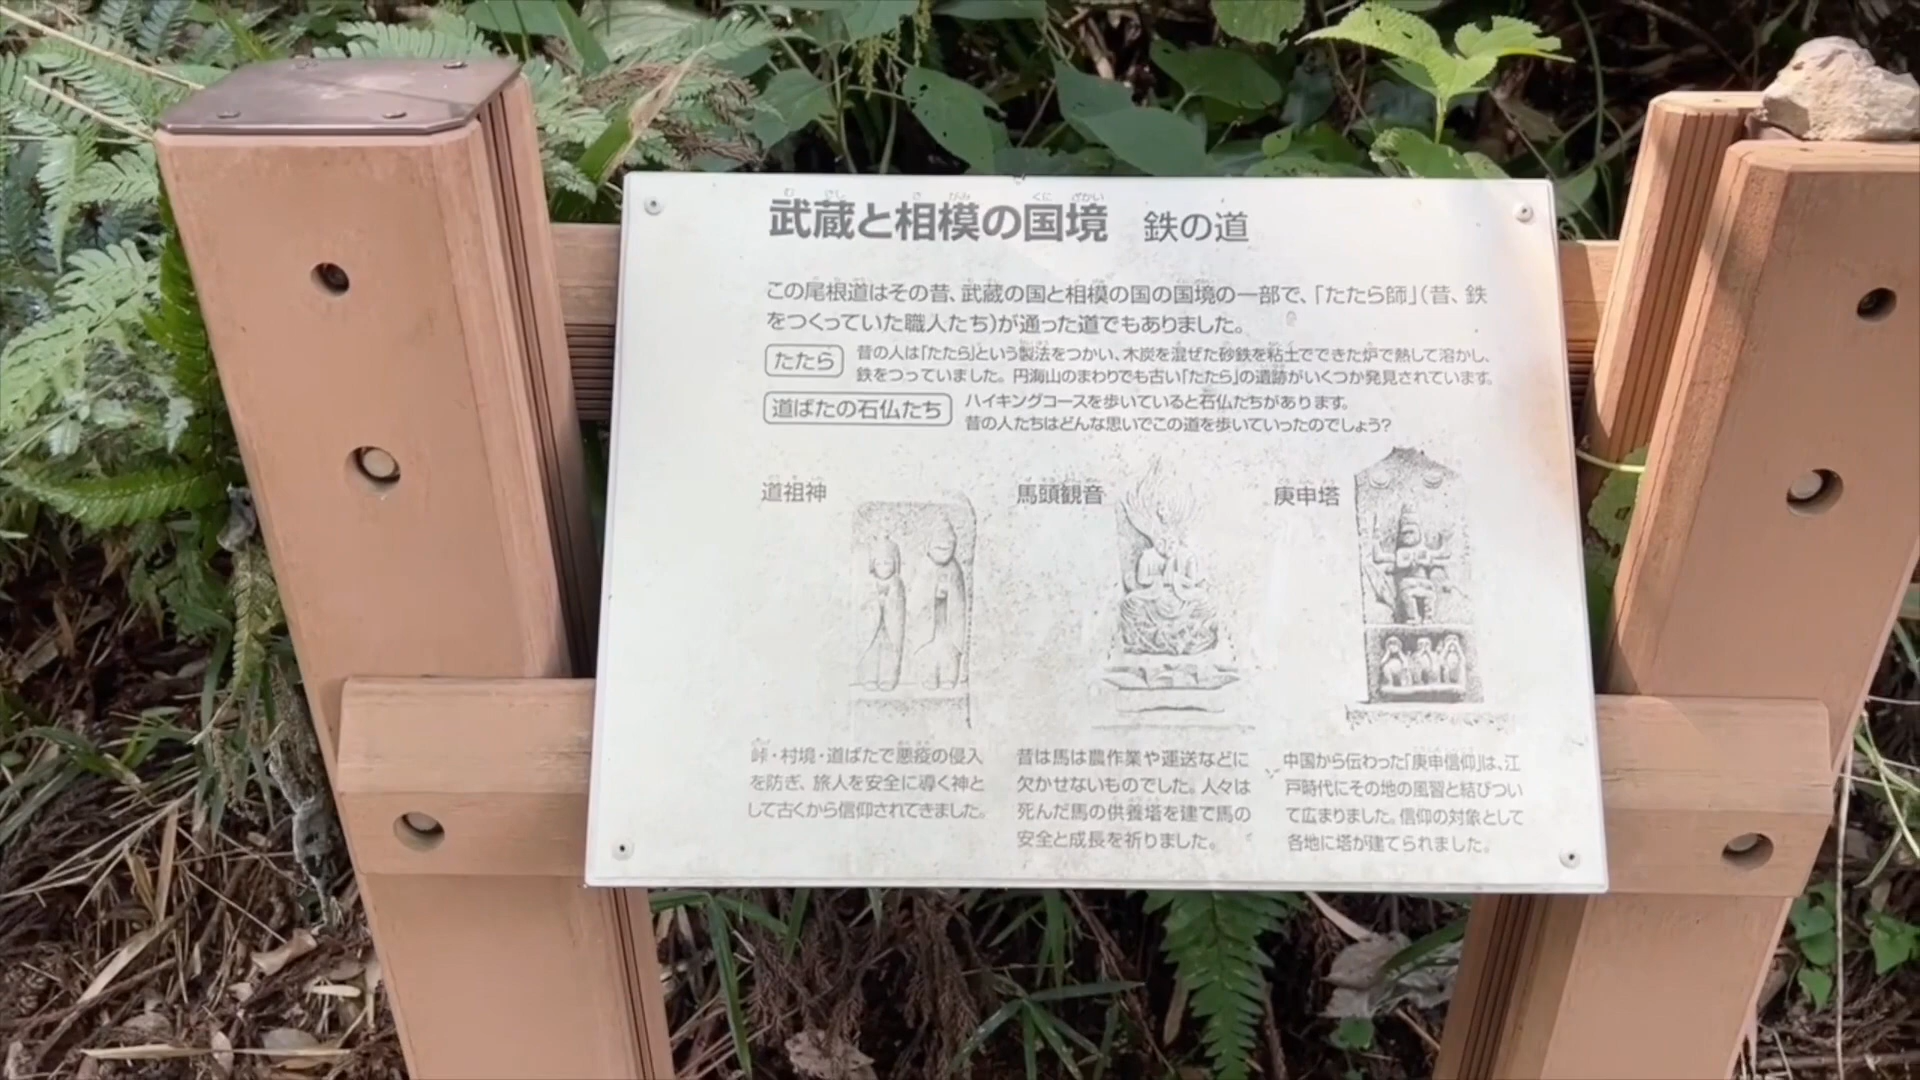 武蔵と相模の国境　鉄の道
この尾根道はその昔、武蔵の国と相模の国の国境の一部で、「たたら師」（昔、鉄
をつくっていた職人たち）が通った道でもありました。
たたら
昔の人は「たたら」という製法をつかい、木炭を混ぜた砂鉄を粘土でできた炉で熱して溶かし、
鉄をつっていました。円海山のまわりでも古い「たたら」の遺跡がいくつか発見されています。
道ばたの石仏たち
ハイキングコースを歩いていると石仏たちがあります。
昔の人たちはどんな思いでこの道を歩いていったのでしょう？
道祖神
峠・村境・道ばたで悪疫の侵入
を防ぎ、旅人を安全に導く神と
して古くから信仰されてきました。
馬頭観音
昔は馬は農作業や運送などに
欠かせないものでした。人々は
死んだ馬の供養塔を建て馬の
安全と成長を祈りました。
庚申塔
中国から伝わった「庚申信仰」は、江
戸時代にその地の風習と結びつい
て広まりました。信仰の対象として
各地に塔が建てられました。